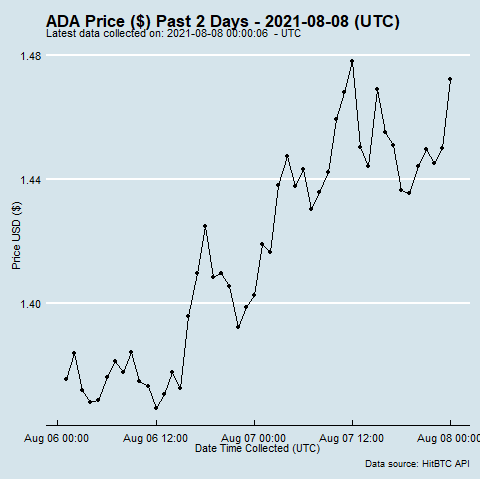 ADA Price ($) Past 2 Days - 2021-08-08 (UTC)
Latest data collected on: 2021-08-08 00:00:06 - UTC
1.48
1.44
1.40
Price USD ($)
Aug 06 00:00 Aug 06 12:00 Aug 07 00:00 Aug 07 12:00 Aug 08 00:00
Date Time Collected (UTC)
Data source: HitBTC API